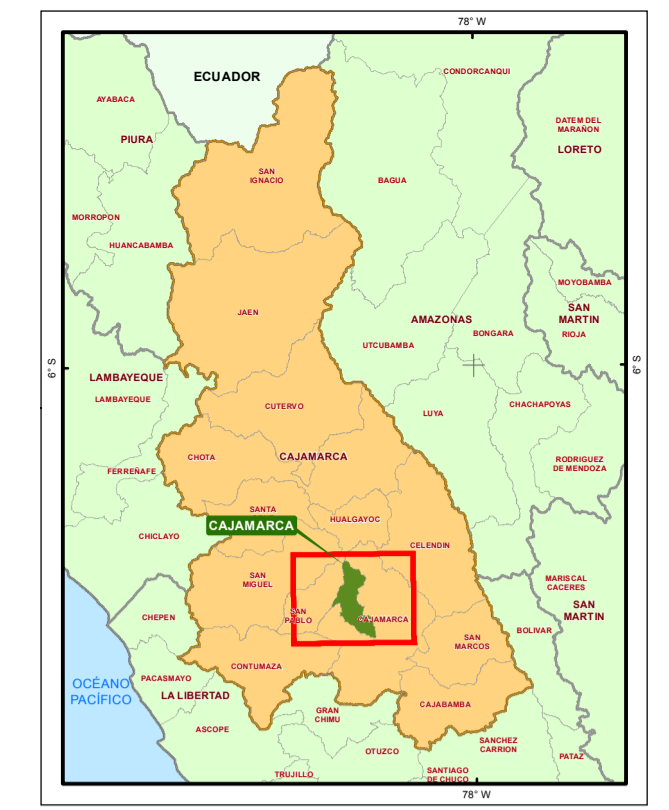 78° W
ECUADOR
CONDORCANQUI
AYABACA
DATEM DEL
MARAÑON
PIURA
LORETO
SAN
IGNACIO
BAGUA
MORROPON
HUANCABAMBA
MOYOBAMBA
JAEN
SAN
MARTIN
AMAZONAS
BONGARA
RIOJA
UTCUBAMBA
6° S
6° S
LAMBAYEQUE
LAMBAYEQUE
CUTERVO
LUYA
CHACHAPOYAS
CHOTA
CAJAMARCA
FERREÑAFE
RODRIGUEZ
DE MENDOZA
SANTA
HUALGAYOC
CAJAMARCA
CHICLAYO
CELENDIN
SAN
MIGUEL
MARISCAL
CACERES
SAN
MARTIN
CHEPEN
SAN
PABLO
CAJAMARCA
BOLIVAR
SAN
MARCOS
CONTUMAZA
PACASMAYO
OCÉANO
PACÍFICO
LA LIBERTAD
CAJABAMBA
GRAN
CHIMU
ASCOPE
SANCHEZ
CARRION
OTUZCO
PATAZ
TRUJILLO
SANTIAGO
DE CHUCO
78° W